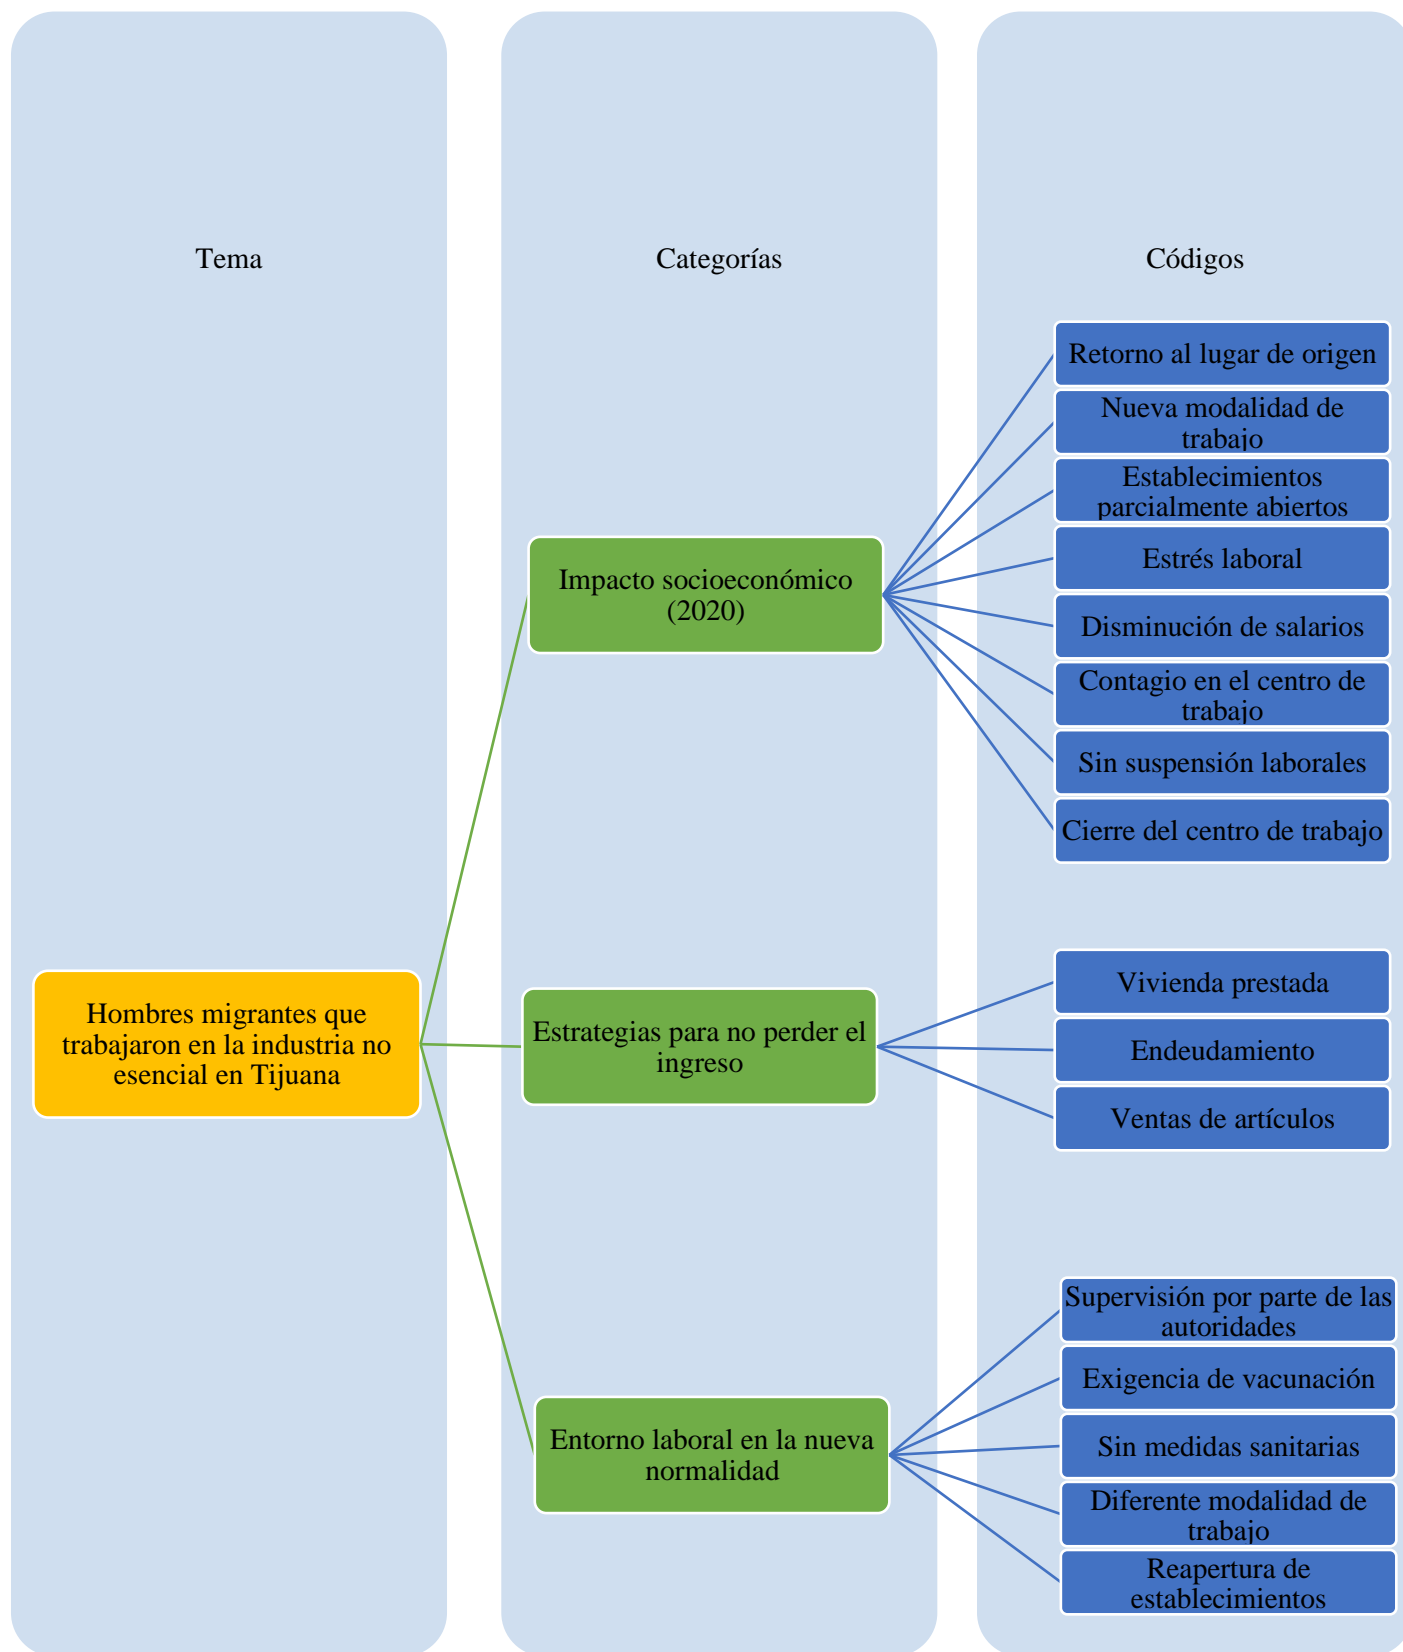 Tema
Categorías
Códigos
Hombres migrantes que
trabajaron en la industria no
esencial en Tijuana
Impacto socioeconómico
(2020)
Retorno al lugar de origen
Nueva modalidad de
trabajo
Establecimientos
parcialmente abiertos
Estrés laboral
Disminución de salarios
Contagio en el centro de
trabajo
Sin suspensión laborales
Cierre del centro de trabajo
Estrategias para no perder el
ingreso
Vivienda prestada
Endeudamiento
Ventas de artículos
Entorno laboral en la nueva
normalidad
Supervisión por parte de las
autoridades
Exigencia de vacunación
Sin medidas sanitarias
Diferente modalidad de
trabajo
Reapertura de
establecimientos